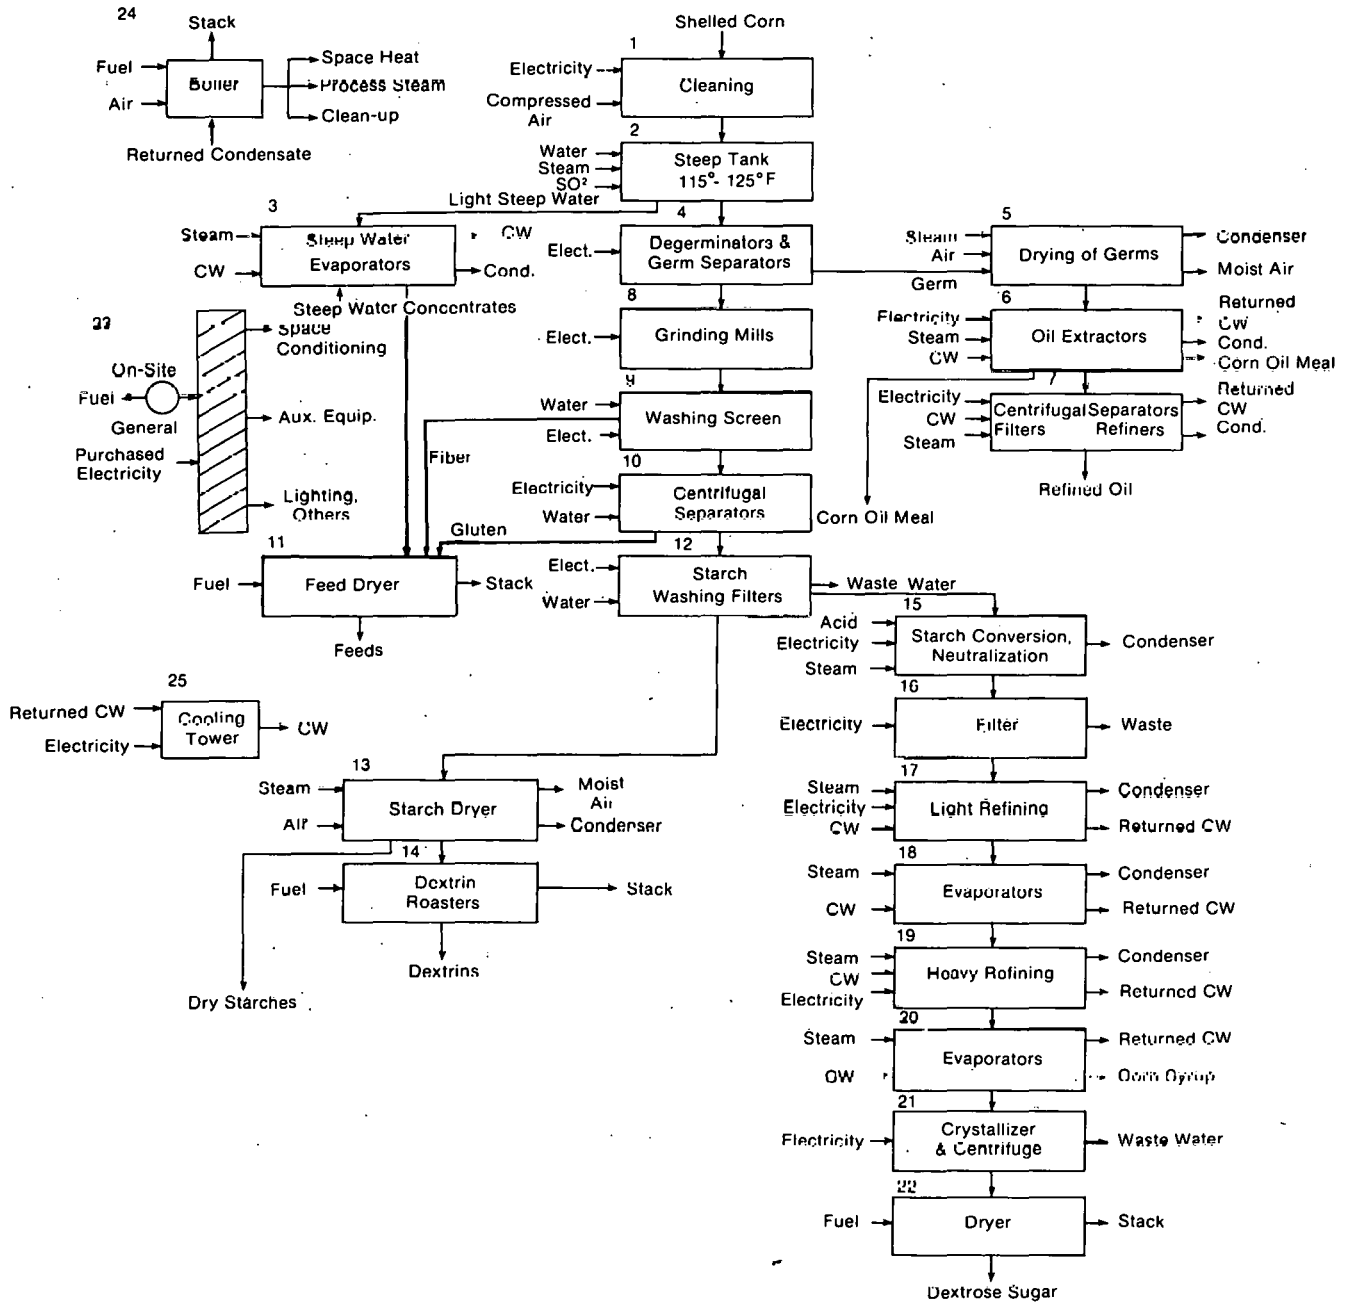 24
Stack
Fuel
Air
Boiler
Space Heat
Process Steam
Clean-up
Returned Condensate
Shelled Corn
1
Electricity
Compressed
Air
Cleaning
2
Water
Steam
SO²
Steep Tank
115°- 125°F
Light Steep Water
3
Steam
CW
Steep Water
Evaporators
CW
Cond.
Steep Water Concentrates
4
Elect.
Degerminators &
Germ Separators
Germ
5
Steam
Air
Drying of Germs
Condenser
Moist Air
6
Electricity
Steam
CW
Oil Extractors
Returned
CW
Cond.
Corn Oil Meal
7
Electricity
CW
Steam
Centrifugal Separators
Filters Refiners
Returned
CW
Cond.
Refined Oil
Corn Oil Meal
8
Elect.
Grinding Mills
9
Water
Elect.
Washing Screen
Fiber
10
Electricity
Water
Centrifugal
Separators
Gluten
On-Site
Fuel
General
Purchased
Electricity
Space
Conditioning
Aux. Equip.
Lighting,
Others
11
Fuel
Feed Dryer
Stack
Feeds
12
Elect.
Water
Starch
Washing Filters
Waste Water
25
Returned CW
Electricity
Cooling
Tower
CW
13
Steam
Air
Starch Dryer
Moist
Air
Condenser
14
Fuel
Dextrin
Roasters
Stack
Dextrins
Dry Starches
15
Acid
Electricity
Steam
Starch Conversion,
Neutralization
Condenser
16
Electricity
Filter
Waste
17
Steam
Electricity
CW
Light Refining
Condenser
Returned CW
18
Steam
CW
Evaporators
Condenser
Returned CW
19
Steam
CW
Electricity
Heavy Refining
Condenser
Returned CW
20
Steam
CW
Evaporators
Returned CW
Corn Syrup
21
Electricity
Crystallizer
& Centrifuge
Waste Water
22
Fuel
Dryer
Stack
Dextrose Sugar